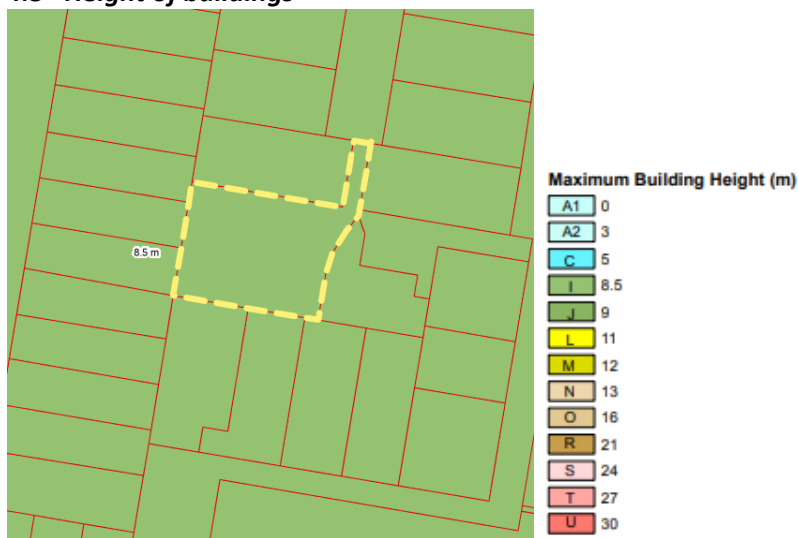 8.5 m
Maximum Building Height (m)
A1 0
A2 3
C 5
I 8.5
J 9
L 11
M 12
N 13
O 16
R 21
S 24
T 27
U 30